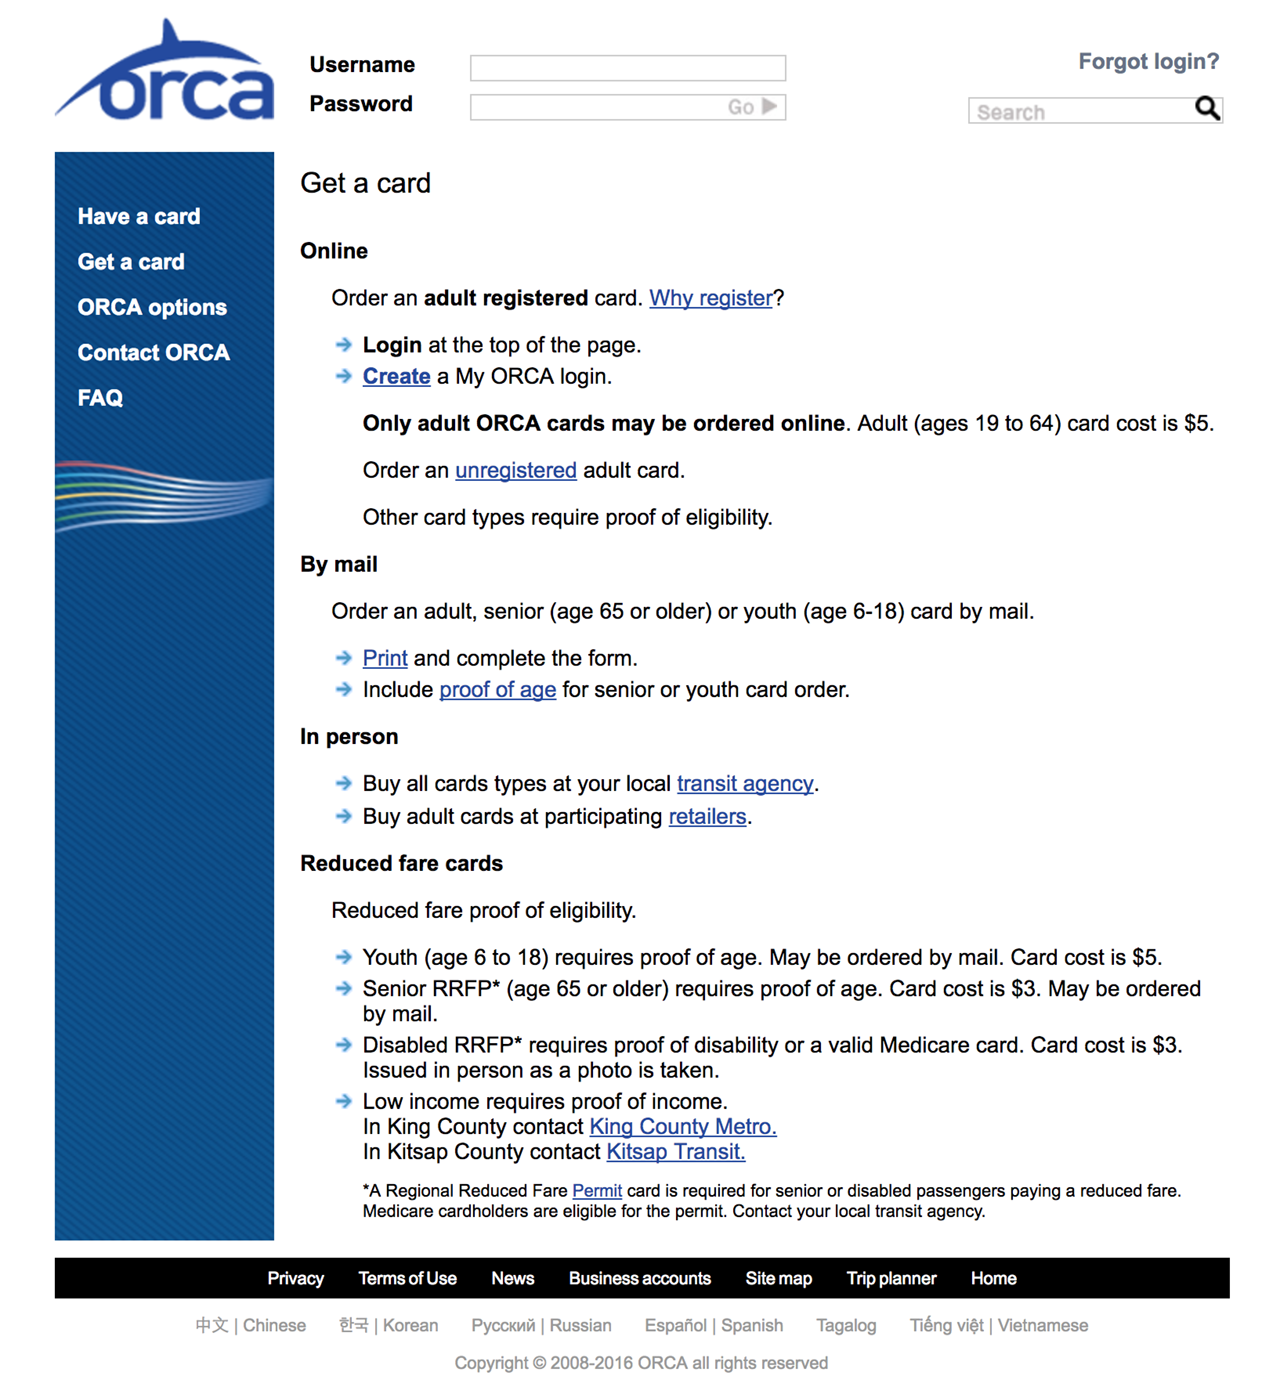 orca
Username
Password
Go
Forgot login?
Search
Have a card
Get a card
ORCA options
Contact ORCA
FAQ
Get a card
Online
Order an adult registered card. Why register?
Login at the top of the page.
Create a My ORCA login.
Only adult ORCA cards may be ordered online. Adult (ages 19 to 64) card cost is $5.
Order an unregistered adult card.
Other card types require proof of eligibility.
By mail
Order an adult, senior (age 65 or older) or youth (age 6-18) card by mail.
Print and complete the form.
Include proof of age for senior or youth card order.
In person
Buy all cards types at your local transit agency.
Buy adult cards at participating retailers.
Reduced fare cards
Reduced fare proof of eligibility.
Youth (age 6 to 18) requires proof of age. May be ordered by mail. Card cost is $5.
Senior RRFP* (age 65 or older) requires proof of age. Card cost is $3. May be ordered
by mail.
Disabled RRFP* requires proof of disability or a valid Medicare card. Card cost is $3.
Issued in person as a photo is taken.
Low income requires proof of income.
In King County contact King County Metro.
In Kitsap County contact Kitsap Transit.
*A Regional Reduced Fare Permit card is required for senior or disabled passengers paying a reduced fare.
Medicare cardholders are eligible for the permit. Contact your local transit agency.
Privacy Terms of Use News Business accounts Site map Trip planner Home
中文 | Chinese 한국 | Korean Русский | Russian Español | Spanish Tagalog Tiếng việt | Vietnamese
Copyright © 2008-2016 ORCA all rights reserved